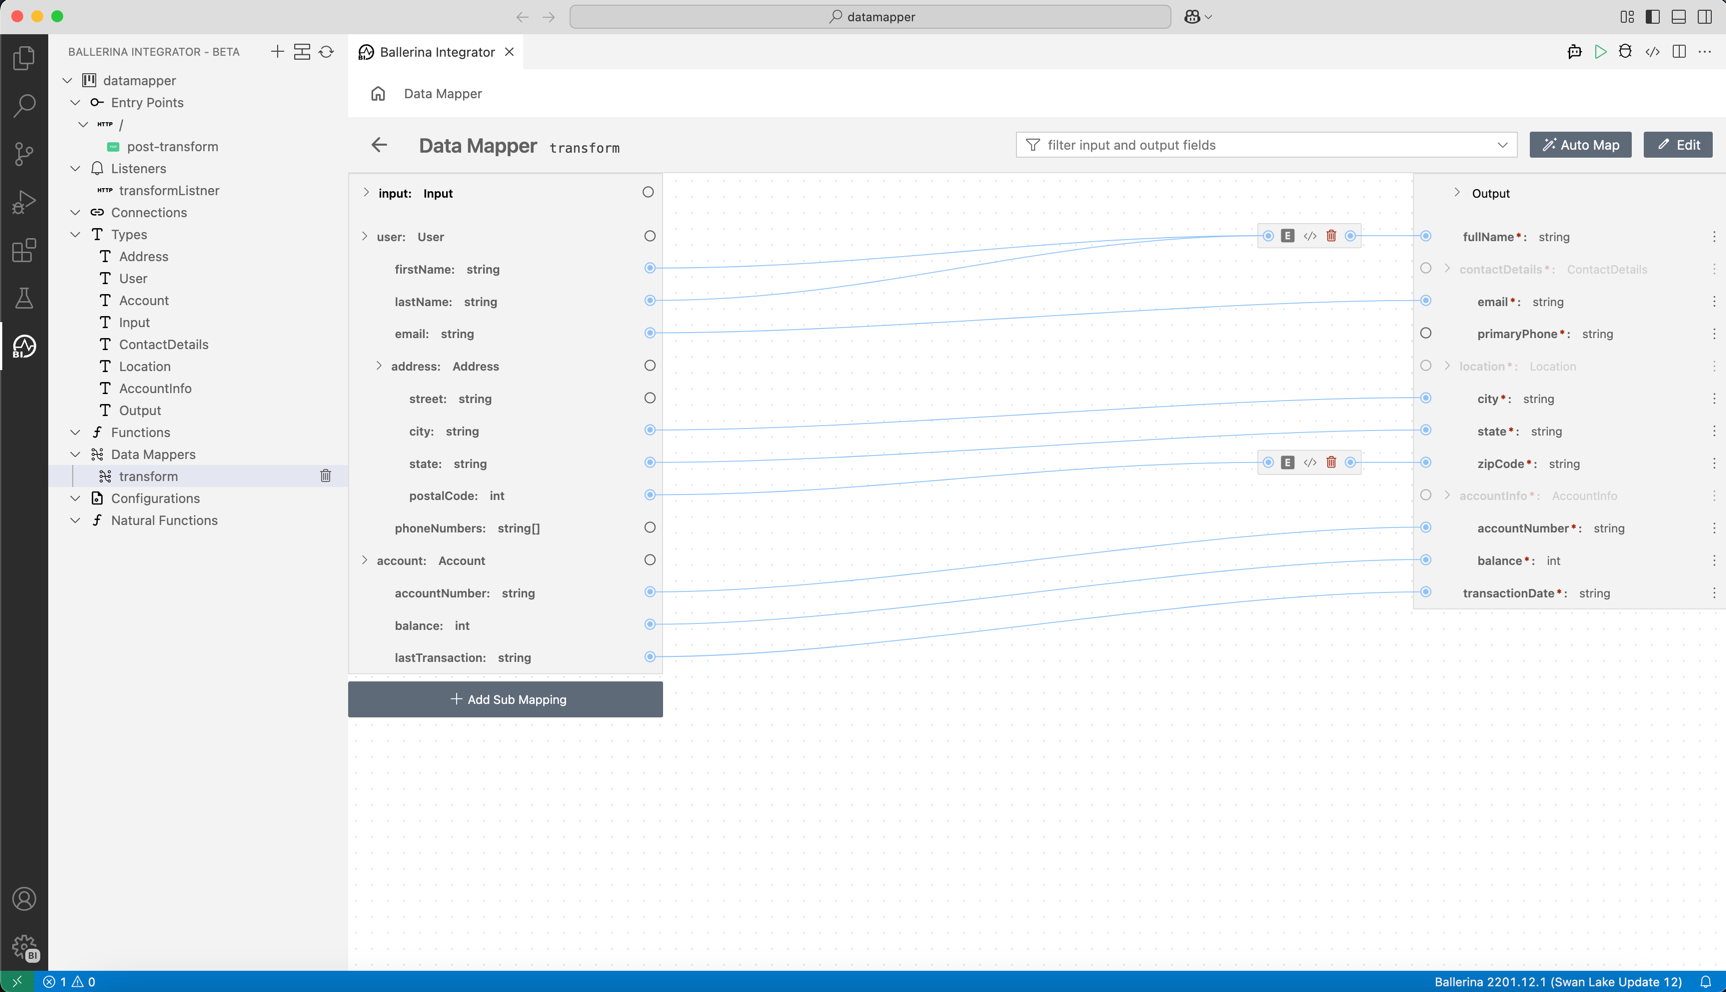 datamapper
BALLERINA INTEGRATOR - BETA
Ballerina Integrator
datamapper
Entry Points
HTTP /
post-transform
Listeners
HTTP transformListner
Connections
Types
Address
User
Account
Input
ContactDetails
Location
AccountInfo
Output
Functions
Data Mappers
transform
Configurations
Natural Functions
Data Mapper
Data Mapper transform
filter input and output fields
Auto Map
Edit
input: Input
user: User
firstName: string
lastName: string
email: string
address: Address
street: string
city: string
state: string
postalCode: int
phoneNumbers: string[]
account: Account
accountNumber: string
balance: int
lastTransaction: string
Add Sub Mapping
E </>
E </>
Output
fullName*: string
contactDetails*: ContactDetails
email*: string
primaryPhone*: string
location*: Location
city*: string
state*: string
zipCode*: string
accountInfo*: AccountInfo
accountNumber*: string
balance*: int
transactionDate*: string
BI
BI
1 0
Ballerina 2201.12.1 (Swan Lake Update 12)